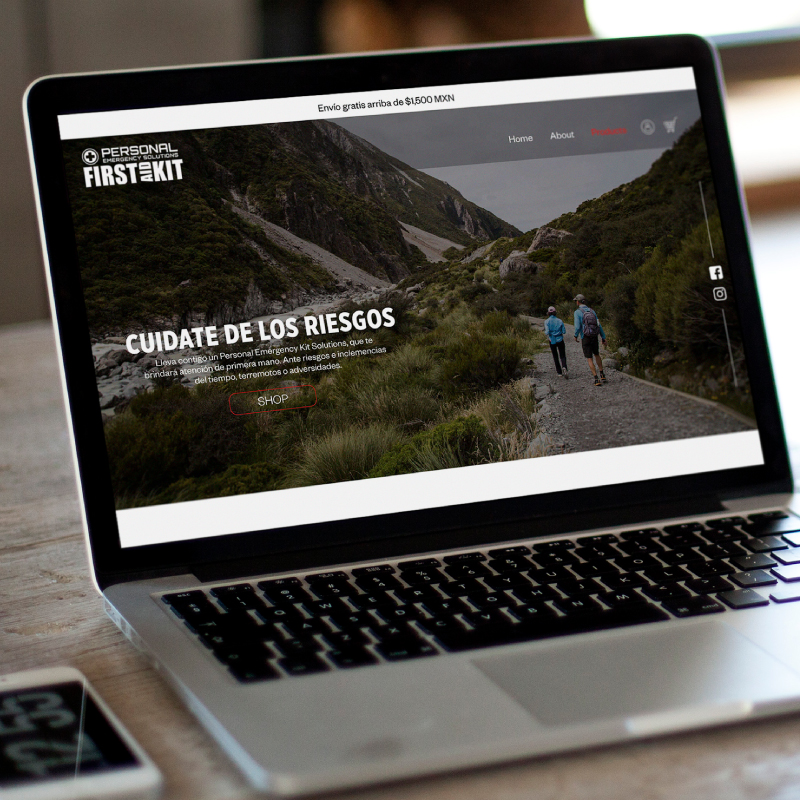 Envío gratis arriba de $1,500 MXN
Home About Products
PERSONAL
EMERGENCY SOLUTIONS
FIRST AID KIT
CUIDATE DE LOS RIESGOS
Lleva contigo un Personal Emergency Kit Solutions, que te
brindará atención de primera mano. Ante riesgos e inclemencias
del tiempo, terremotos o adversidades.
SHOP